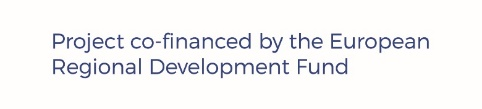 Project co-financed by the European
Regional Development Fund